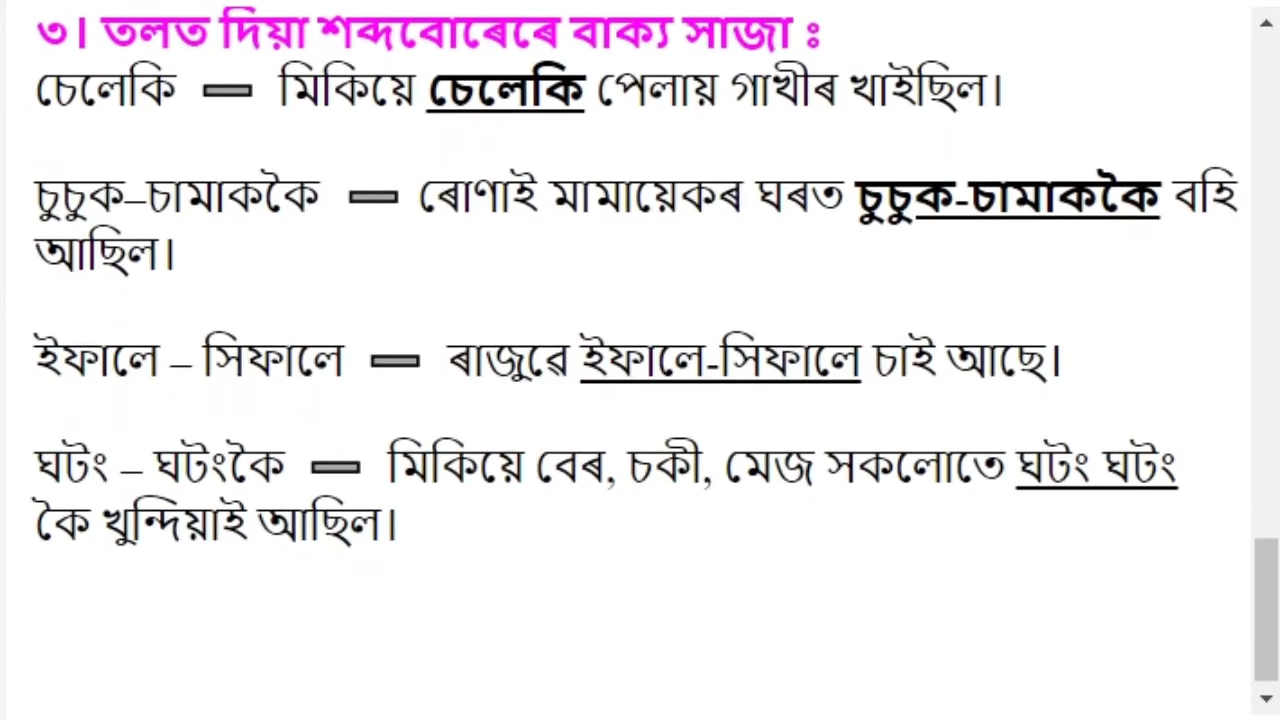 ৩। তলত দিয়া শব্দবোৰেৰে বাক্য সাজা ঃ
চেলেকি — মিকিয়ে চেলেকি পেলায় গাখীৰ খাইছিল।
চুচুক–চামাককৈ — ৰোণাই মামায়েকৰ ঘৰত চুচুক-চামাককৈ বহি
আছিল।
ইফালে – সিফালে — ৰাজুৱে ইফালে-সিফালে চাই আছে।
ঘটং – ঘটংকৈ — মিকিয়ে বেৰ, চকী, মেজ সকলোতে ঘটং ঘটং
কৈ খুন্দিয়াই আছিল।